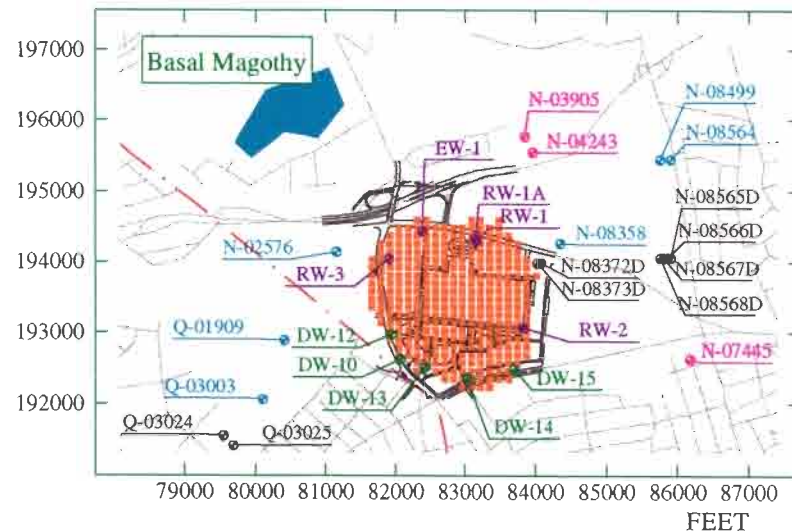 197000
Basal Magothy
196000
N-03905
N-08499
N-04243
N-08564
EW-1
195000
RW-1A
RW-1
N-08565D
N-08566D
N-02576
N-08358
194000
RW-3
N-08372D
N-08373D
N-08567D
N-08568D
193000
DW-12
RW-2
Q-01909
DW-10
N-07445
Q-03003
DW-13
DW-15
192000
Q-03024
Q-03025
DW-14
79000 80000 81000 82000 83000 84000 85000 86000 87000
FEET